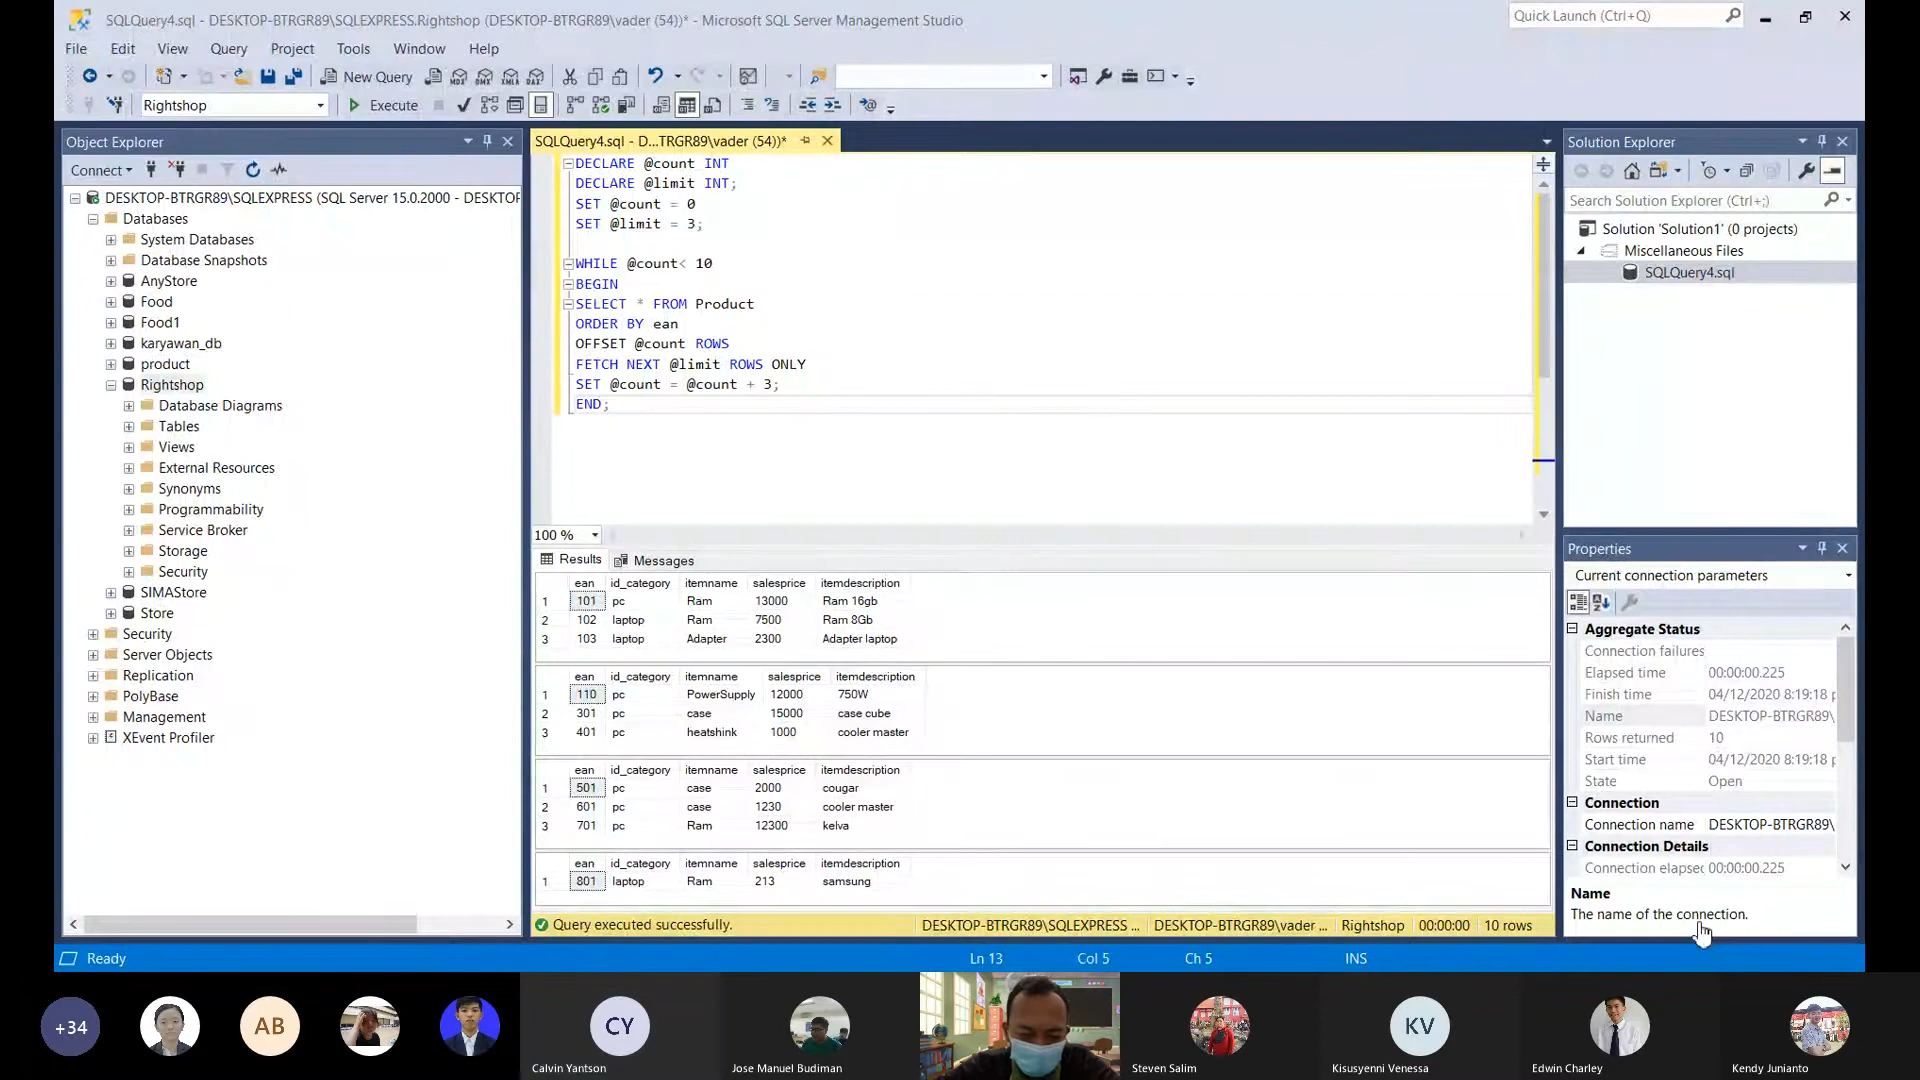 SQLQuery4.sql - DESKTOP-BTRGR89\SQLEXPRESS.Rightshop (DESKTOP-BTRGR89\vader (54))* - Microsoft SQL Server Management Studio
Quick Launch (Ctrl+Q)
File Edit View Query Project Tools Window Help
New Query
Rightshop
Execute
Object Explorer
Connect
DESKTOP-BTRGR89\SQLEXPRESS (SQL Server 15.0.2000 - DESKTOP
Databases
System Databases
Database Snapshots
AnyStore
Food
Food1
karyawan_db
product
Rightshop
Database Diagrams
Tables
Views
External Resources
Synonyms
Programmability
Service Broker
Storage
Security
SIMAStore
Store
Security
Server Objects
Replication
PolyBase
Management
XEvent Profiler
SQLQuery4.sql - D...TRGR89\vader (54))*
DECLARE @count INT
DECLARE @limit INT;
SET @count = 0
SET @limit = 3;
WHILE @count< 10
BEGIN
SELECT * FROM Product
ORDER BY ean
OFFSET @count ROWS
FETCH NEXT @limit ROWS ONLY
SET @count = @count + 3;
END;
100 %
Results Messages
ean id_category itemname salesprice itemdescription
1 101 pc Ram 13000 Ram 16gb
2 102 laptop Ram 7500 Ram 8Gb
3 103 laptop Adapter 2300 Adapter laptop
ean id_category itemname salesprice itemdescription
1 110 pc PowerSupply 12000 750W
2 301 pc case 15000 case cube
3 401 pc heatshink 1000 cooler master
ean id_category itemname salesprice itemdescription
1 501 pc case 2000 cougar
2 601 pc case 1230 cooler master
3 701 pc Ram 12300 kelva
ean id_category itemname salesprice itemdescription
1 801 laptop Ram 213 samsung
Query executed successfully. DESKTOP-BTRGR89\SQLEXPRESS ... DESKTOP-BTRGR89\vader ... Rightshop 00:00:00 10 rows
Solution Explorer
Search Solution Explorer (Ctrl+;)
Solution 'Solution1' (0 projects)
Miscellaneous Files
SQLQuery4.sql
Properties
Current connection parameters
Aggregate Status
Connection failures
Elapsed time 00:00:00.225
Finish time 04/12/2020 8:19:18 p
Name DESKTOP-BTRGR89\
Rows returned 10
Start time 04/12/2020 8:19:18 p
State Open
Connection
Connection name DESKTOP-BTRGR89\
Connection Details
Connection elapsec 00:00:00.225
Name
The name of the connection.
Ready Ln 13 Col 5 Ch 5 INS
+34
AB
CY
KV
Calvin Yantson
Jose Manuel Budiman
Steven Salim
Kisusyenni Venessa
Edwin Charley
Kendy Junianto